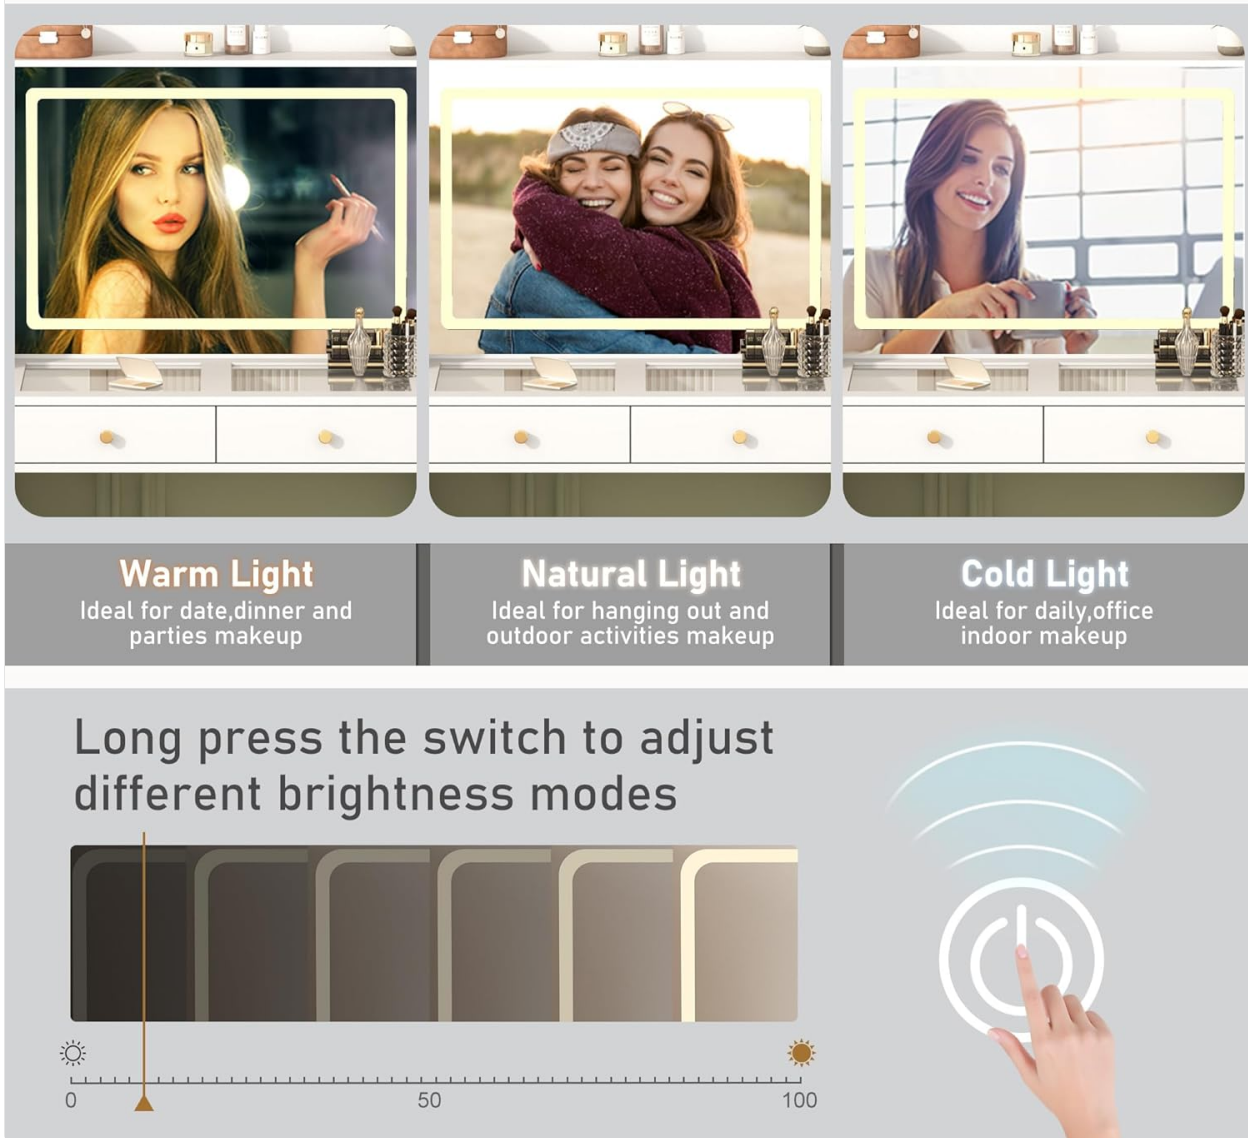 Warm Light
Ideal for date,dinner and
parties makeup
Natural Light
Ideal for hanging out and
outdoor activities makeup
Cold Light
Ideal for daily,office
indoor makeup
Long press the switch to adjust
different brightness modes
0 50 100